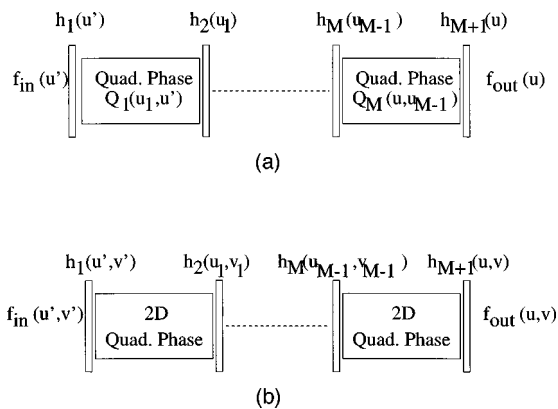 h1(u') h2(u1) hM(uM-1) hM+1(u)
fin(u') Quad. Phase Quad. Phase fout(u)
Q1(u1,u') QM(u,uM-1)
(a)
h1(u',v') h2(u1,v1) hM(uM-1,vM-1) hM+1(u,v)
fin(u',v') 2D 2D fout(u,v)
Quad. Phase Quad. Phase
(b)